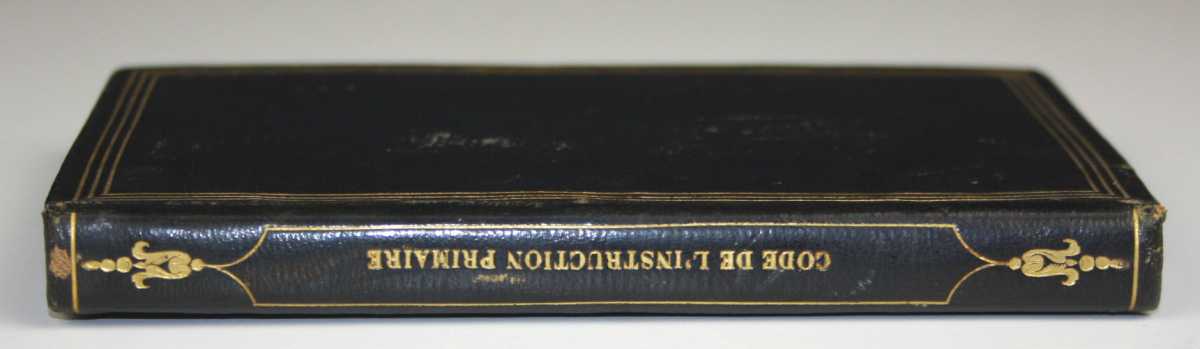 CODE DE L'INSTRUCTION PRIMAIRE